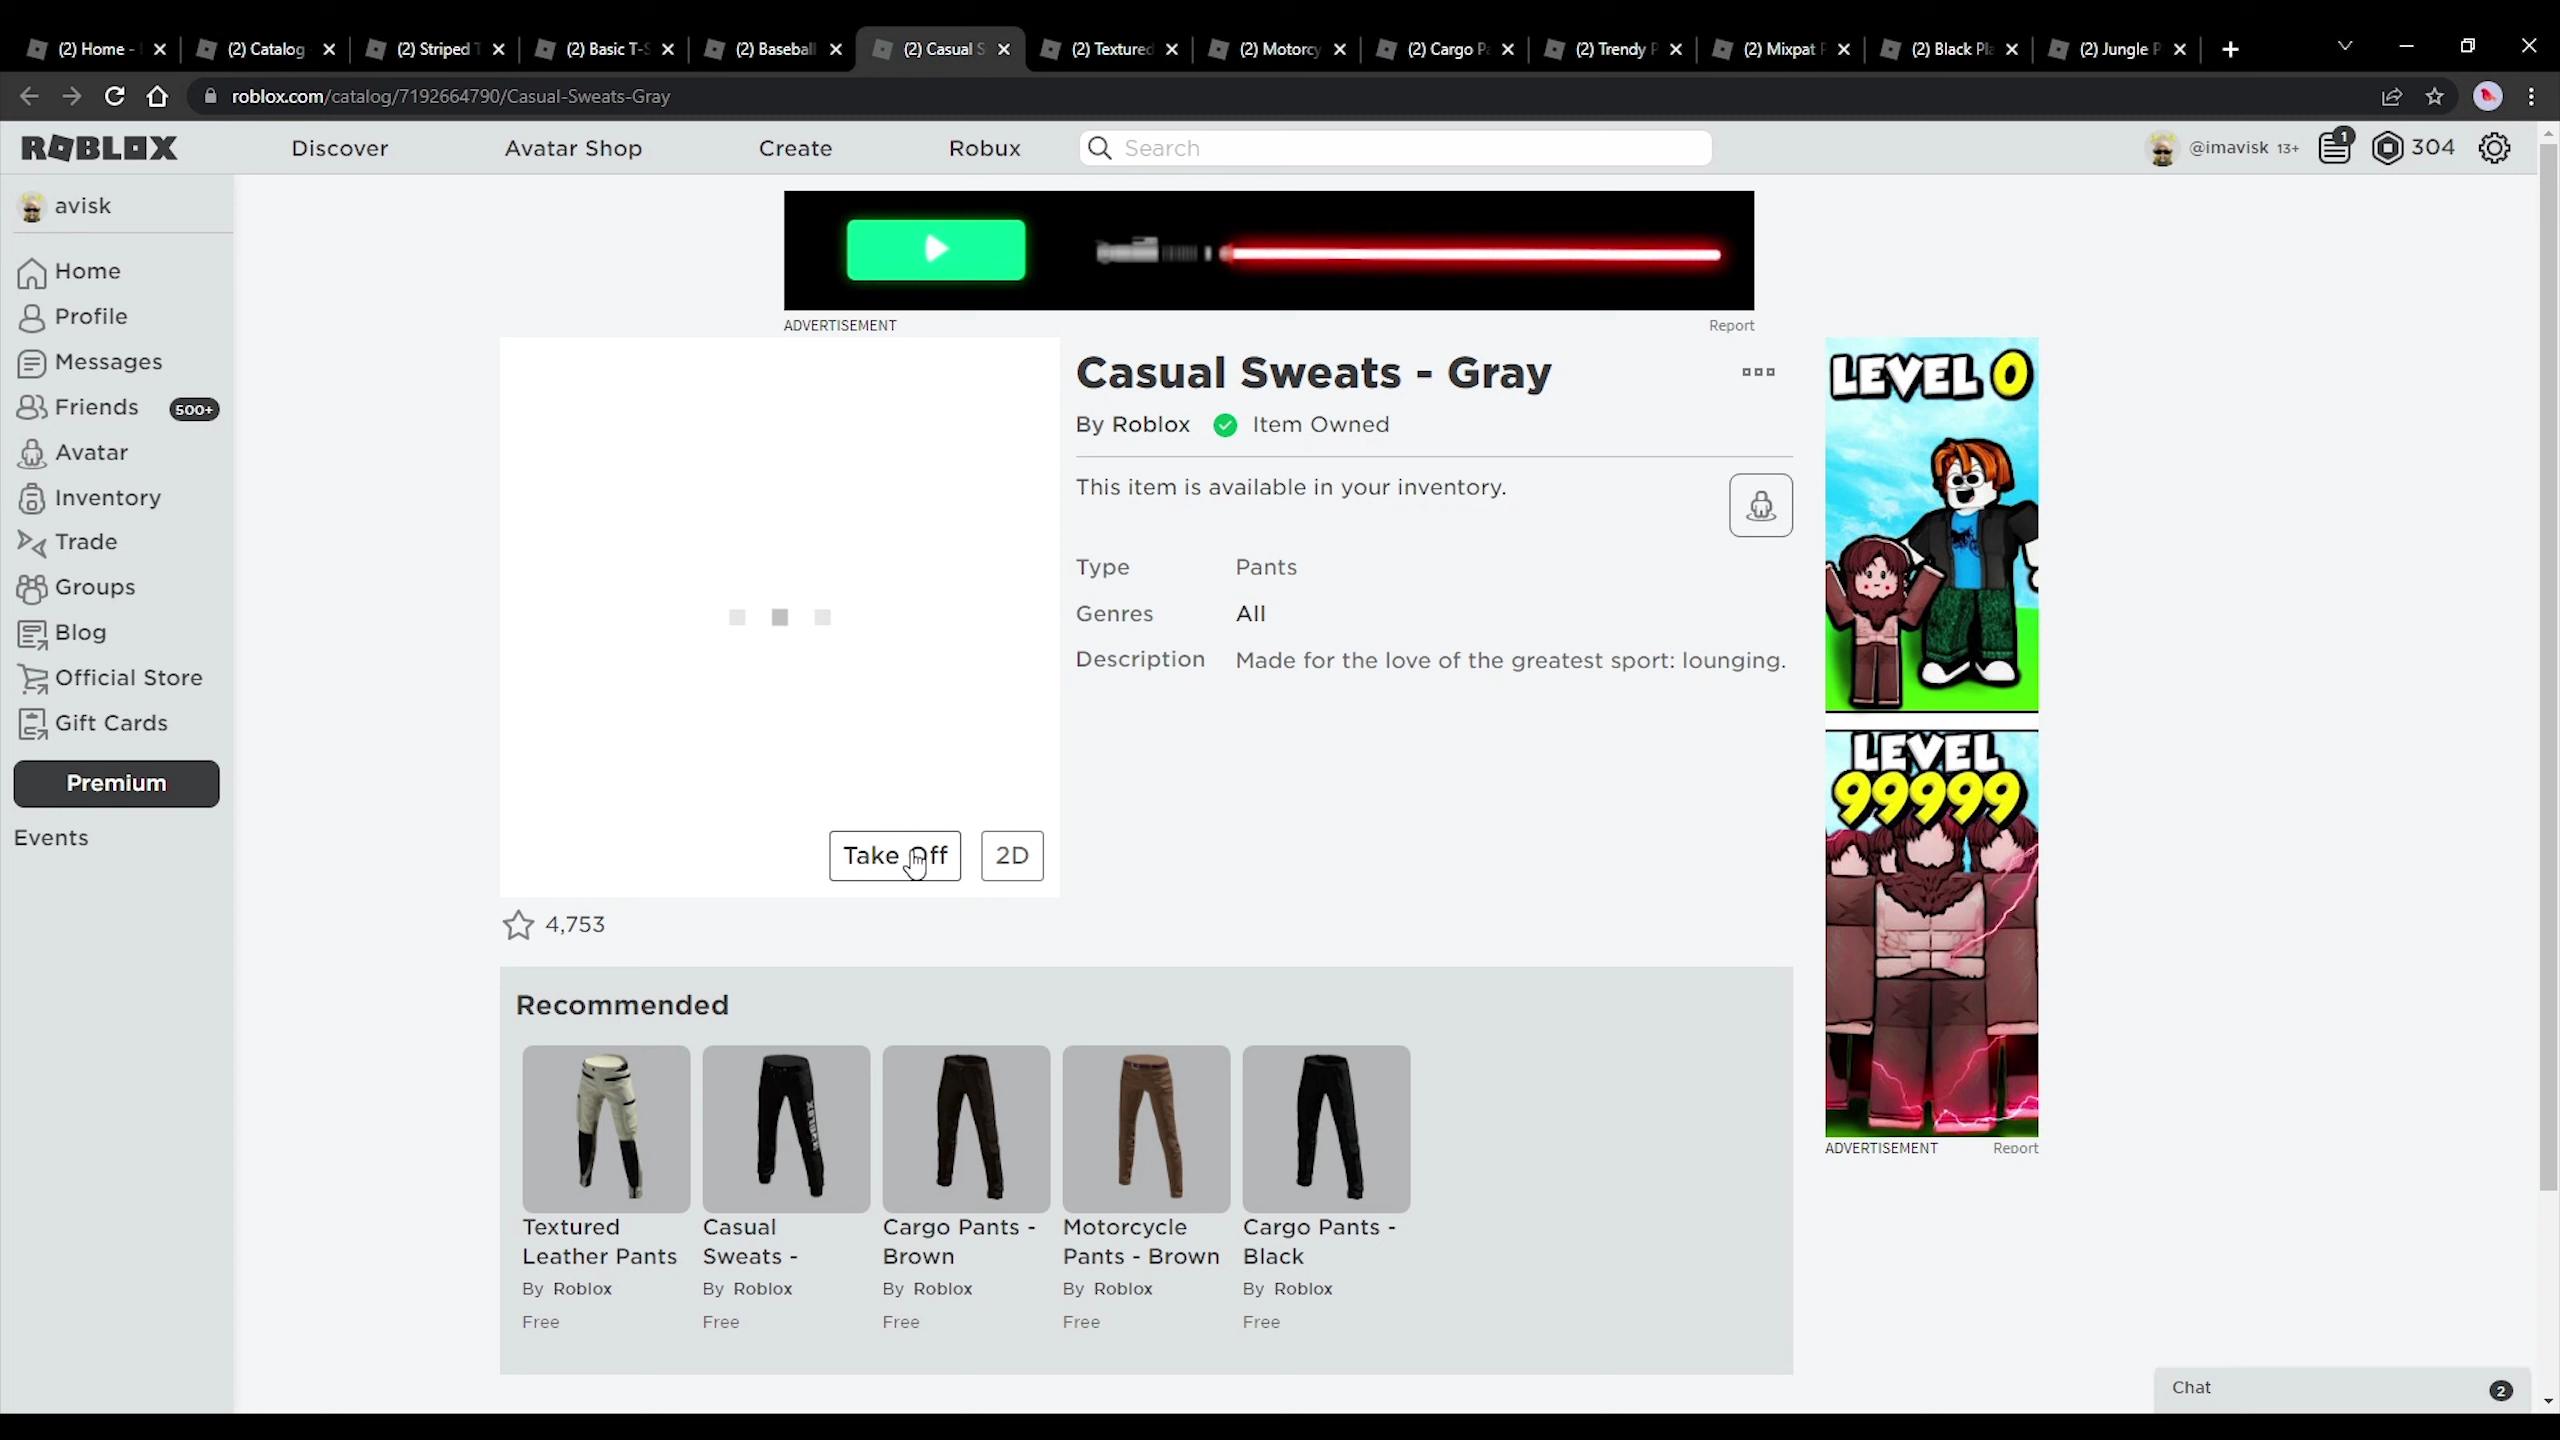 (2) Home -
(2) Catalog
(2) Striped T
(2) Basic T-S
(2) Baseball
(2) Casual S
(2) Textured
(2) Motorcy
(2) Cargo Pa
(2) Trendy P
(2) Mixpat F
(2) Black Pla
(2) Jungle P
roblox.com/catalog/7192664790/Casual-Sweats-Gray
ROBLOX
Discover
Avatar Shop
Create
Robux
Search
@imavisk 13+
1
304
avisk
Home
Profile
Messages
Friends 500+
Avatar
Inventory
Trade
Groups
Blog
Official Store
Gift Cards
Premium
Events
ADVERTISEMENT
Report
Casual Sweats - Gray
By Roblox Item Owned
This item is available in your inventory.
Type Pants
Genres All
Description Made for the love of the greatest sport: lounging.
Take Off
2D
4,753
LEVEL 0
LEVEL
99999
ADVERTISEMENT
Report
Recommended
Textured
Leather Pants
By Roblox
Free
Casual
Sweats -
By Roblox
Free
Cargo Pants -
Brown
By Roblox
Free
Motorcycle
Pants - Brown
By Roblox
Free
Cargo Pants -
Black
By Roblox
Free
Chat
2